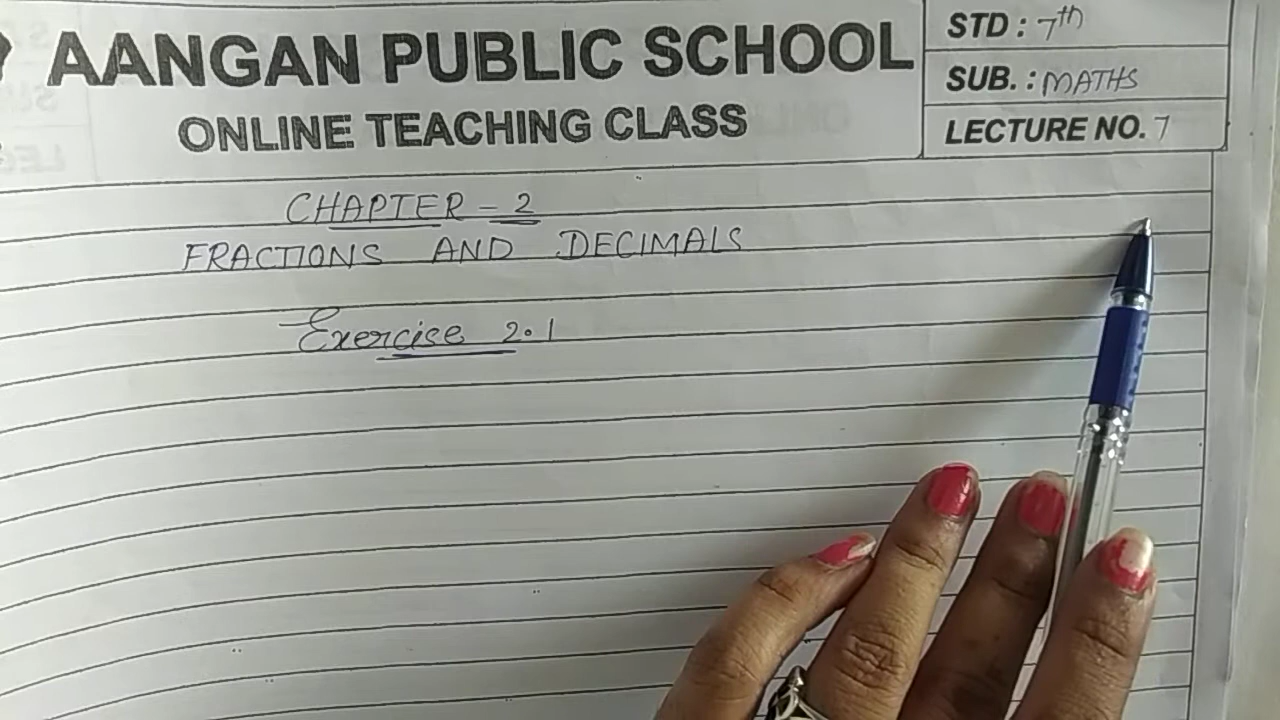 AANGAN PUBLIC SCHOOL
ONLINE TEACHING CLASS
STD : 7th
SUB. : MATHS
LECTURE NO. 7
CHAPTER - 2
FRACTIONS AND DECIMALS
Exercise 2.1